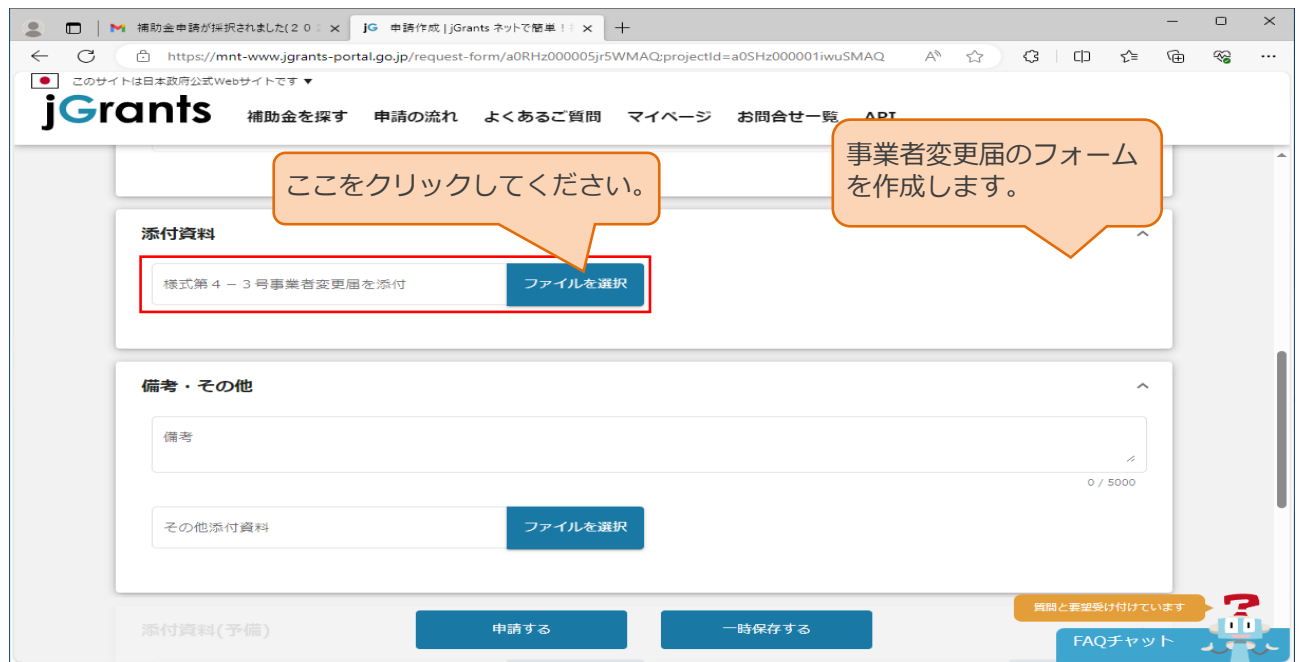 補助金申請が採択されました(20
jG 申請作成 | jGrants ネットで簡単！
https://mnt-www.jgrants-portal.go.jp/request-form/a0RHz000005jr5WMAQ;projectId=a0SHz000001iwuSMAQ
このサイトは日本政府公式Webサイトです ▼
jGrants 補助金を探す 申請の流れ よくあるご質問 マイページ お問合せ一覧 API
事業者変更届のフォーム
を作成します。
ここをクリックしてください。
添付資料
様式第４－３号事業者変更届を添付 ファイルを選択
備考・その他
備考
0 / 5000
その他添付資料 ファイルを選択
質問と要望受け付けています
添付資料(予備) 申請する 一時保存する
FAQチャット